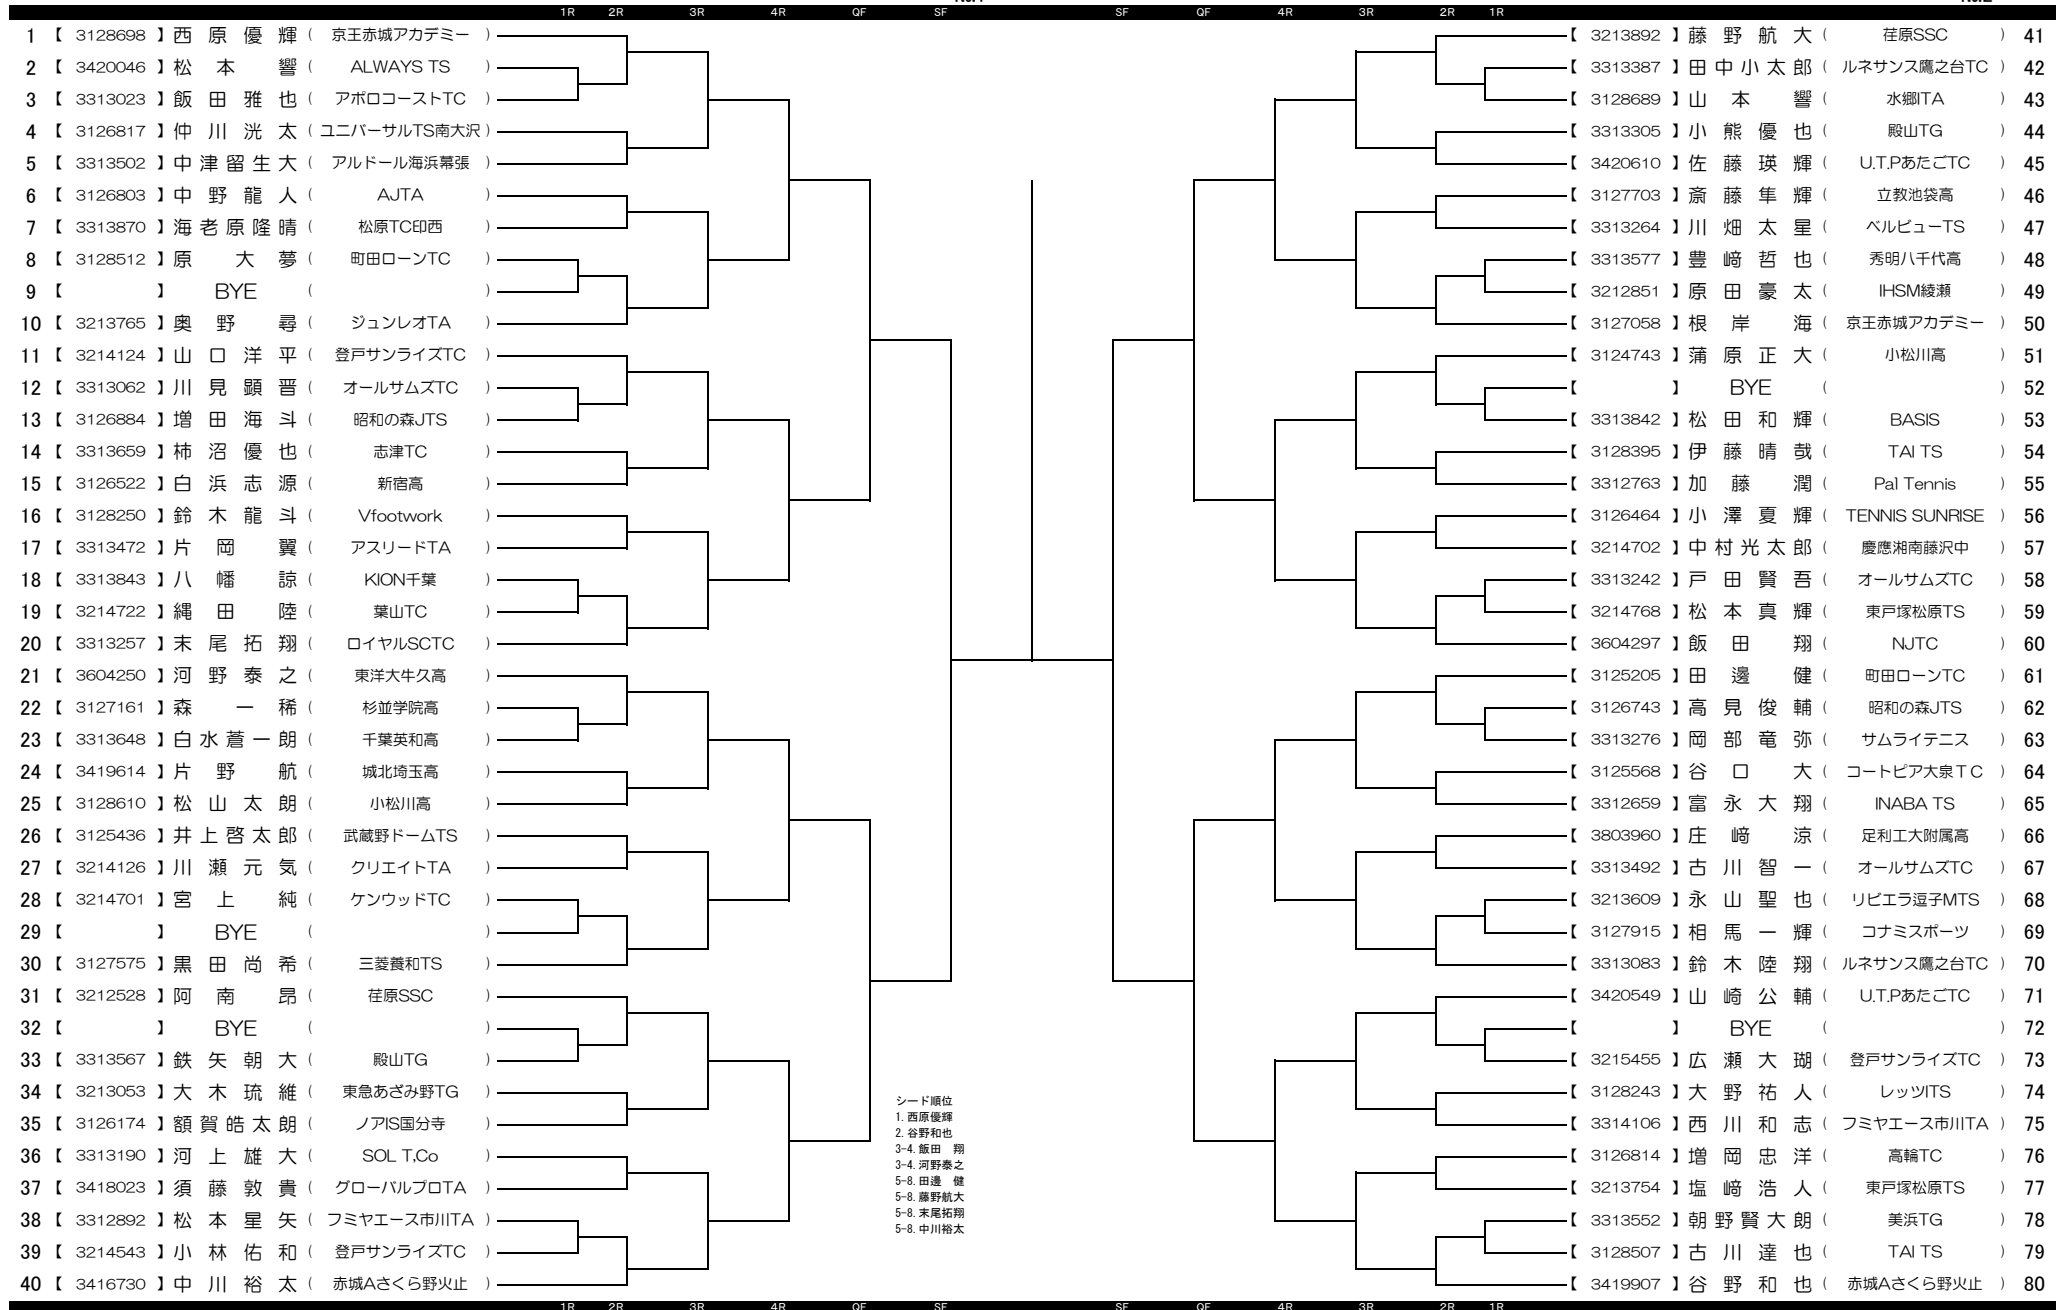 1R 2R 3R 4R QF SF SF QF 4R 3R 2R 1R
1 【 3128698 】 西原優輝 ( 京王赤城アカデミー )
2 【 3420046 】 松本 響 ( ALWAYS TS )
3 【 3313023 】 飯田雅也 ( アポロコーストTC )
4 【 3126817 】 仲川洸太 ( ユニバーサルTS南大沢 )
5 【 3313502 】 中津留生大 ( アルドール海浜幕張 )
6 【 3126803 】 中野龍人 ( AJTA )
7 【 3313870 】 海老原隆晴 ( 松原TC印西 )
8 【 3128512 】 原 大夢 ( 町田ローンTC )
9 【 】 BYE ( )
10 【 3213765 】 奥野 尋 ( ジュンレオTA )
11 【 3214124 】 山口洋平 ( 登戸サンライズTC )
12 【 3313062 】 川見顕晋 ( オールサムズTC )
13 【 3126884 】 増田海斗 ( 昭和の森JTS )
14 【 3313659 】 柿沼優也 ( 志津TC )
15 【 3126522 】 白浜志源 ( 新宿高 )
16 【 3128250 】 鈴木龍斗 ( Vfootwork )
17 【 3313472 】 片岡 翼 ( アスリードTA )
18 【 3313843 】 八幡 諒 ( KION千葉 )
19 【 3214722 】 縄田 陸 ( 葉山TC )
20 【 3313257 】 末尾拓翔 ( ロイヤルSCTC )
21 【 3604250 】 河野泰之 ( 東洋大牛久高 )
22 【 3127161 】 森 一稀 ( 杉並学院高 )
23 【 3313648 】 白水蒼一朗 ( 千葉英和高 )
24 【 3419614 】 片野 航 ( 城北埼玉高 )
25 【 3128610 】 松山太朗 ( 小松川高 )
26 【 3125436 】 井上啓太郎 ( 武蔵野ドームTS )
27 【 3214126 】 川瀬元気 ( クリエイトTA )
28 【 3214701 】 宮上 純 ( ケンウッドTC )
29 【 】 BYE ( )
30 【 3127575 】 黒田尚希 ( 三菱養和TS )
31 【 3212528 】 阿南 昂 ( 荏原SSC )
32 【 】 BYE ( )
33 【 3313567 】 鉄矢朝大 ( 殿山TG )
34 【 3213053 】 大木琉維 ( 東急あざみ野TG )
35 【 3126174 】 額賀皓太朗 ( ノアIS国分寺 )
36 【 3313190 】 河上雄大 ( SOL T,Co )
37 【 3418023 】 須藤敦貴 ( グローバルプロTA )
38 【 3312892 】 松本星矢 ( フミヤエース市川TA )
39 【 3214543 】 小林佑和 ( 登戸サンライズTC )
40 【 3416730 】 中川裕太 ( 赤城Aさくら野火止 )
シード順位
1. 西原優輝
2. 谷野和也
3-4. 飯田 翔
3-4. 河野泰之
5-8. 田邊 健
5-8. 藤野航大
5-8. 末尾拓翔
5-8. 中川裕太
【 3213892 】 藤野航大 ( 荏原SSC ) 41
【 3313387 】 田中小太郎 ( ルネサンス鷹之台TC ) 42
【 3128689 】 山本 響 ( 水郷ITA ) 43
【 3313305 】 小熊優也 ( 殿山TG ) 44
【 3420610 】 佐藤瑛輝 ( U.T.PあたごTC ) 45
【 3127703 】 斎藤隼輝 ( 立教池袋高 ) 46
【 3313264 】 川畑太星 ( ベルビューTS ) 47
【 3313577 】 豊﨑哲也 ( 秀明八千代高 ) 48
【 3212851 】 原田豪太 ( IHSM綾瀬 ) 49
【 3127058 】 根岸 海 ( 京王赤城アカデミー ) 50
【 3124743 】 蒲原正大 ( 小松川高 ) 51
【 】 BYE ( ) 52
【 3313842 】 松田和輝 ( BASIS ) 53
【 3128395 】 伊藤晴哉 ( TAI TS ) 54
【 3312763 】 加藤 潤 ( Pal Tennis ) 55
【 3126464 】 小澤夏輝 ( TENNIS SUNRISE ) 56
【 3214702 】 中村光太郎 ( 慶應湘南藤沢中 ) 57
【 3313242 】 戸田賢吾 ( オールサムズTC ) 58
【 3214768 】 松本真輝 ( 東戸塚松原TS ) 59
【 3604297 】 飯田 翔 ( NJTC ) 60
【 3125205 】 田邊 健 ( 町田ローンTC ) 61
【 3126743 】 高見俊輔 ( 昭和の森JTS ) 62
【 3313276 】 岡部竜弥 ( サムライテニス ) 63
【 3125568 】 谷口 大 ( コートピア大泉TC ) 64
【 3312659 】 富永大翔 ( INABA TS ) 65
【 3803960 】 庄﨑 涼 ( 足利工大附属高 ) 66
【 3313492 】 古川智一 ( オールサムズTC ) 67
【 3213609 】 永山聖也 ( リビエラ逗子MTS ) 68
【 3127915 】 相馬一輝 ( コナミスポーツ ) 69
【 3313083 】 鈴木陸翔 ( ルネサンス鷹之台TC ) 70
【 3420549 】 山崎公輔 ( U.T.PあたごTC ) 71
【 】 BYE ( ) 72
【 3215455 】 広瀬大瑚 ( 登戸サンライズTC ) 73
【 3128243 】 大野祐人 ( レッツITS ) 74
【 3314106 】 西川和志 ( フミヤエース市川TA ) 75
【 3126814 】 増岡忠洋 ( 高輪TC ) 76
【 3213754 】 塩﨑浩人 ( 東戸塚松原TS ) 77
【 3313552 】 朝野賢大朗 ( 美浜TG ) 78
【 3128507 】 古川達也 ( TAI TS ) 79
【 3419907 】 谷野和也 ( 赤城Aさくら野火止 ) 80
1R 2R 3R 4R QF SF SF QF 4R 3R 2R 1R